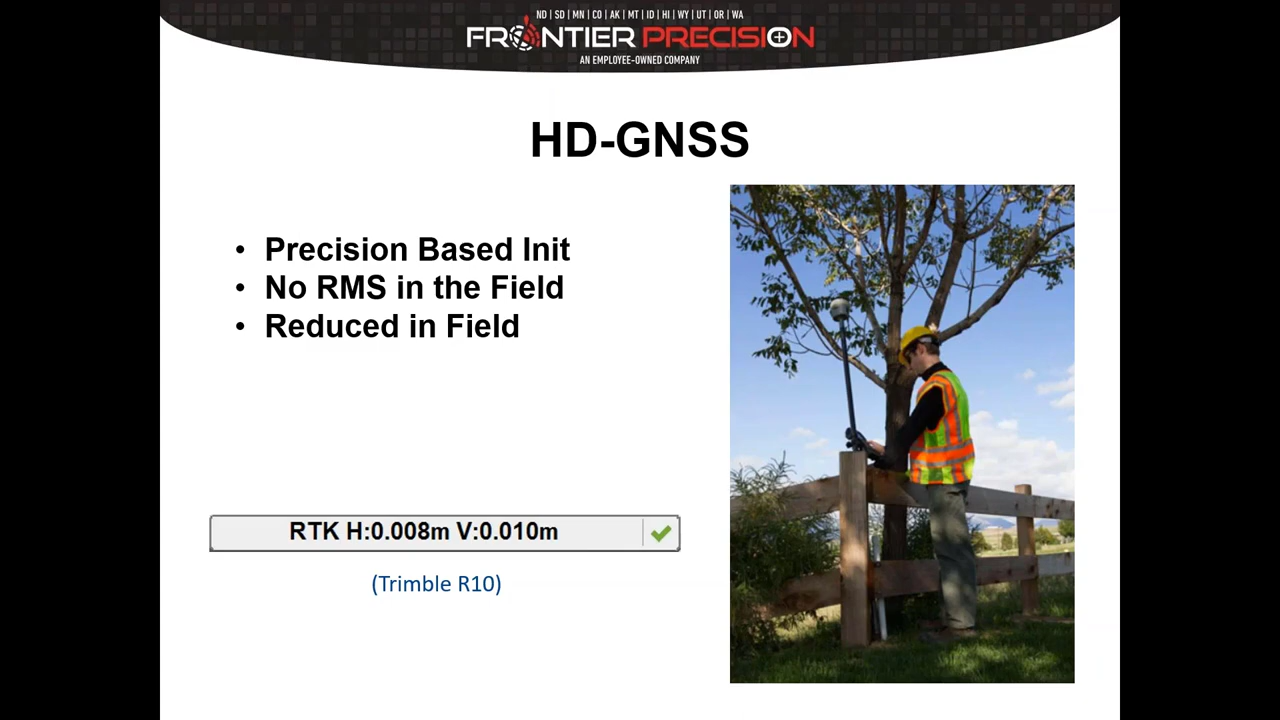 ND | SD | MN | CO | AK | MT | ID | HI | WY | UT | OR | WA
FRONTIER PRECISION
AN EMPLOYEE-OWNED COMPANY
HD-GNSS
• Precision Based Init
• No RMS in the Field
• Reduced in Field
RTK H:0.008m V:0.010m
(Trimble R10)